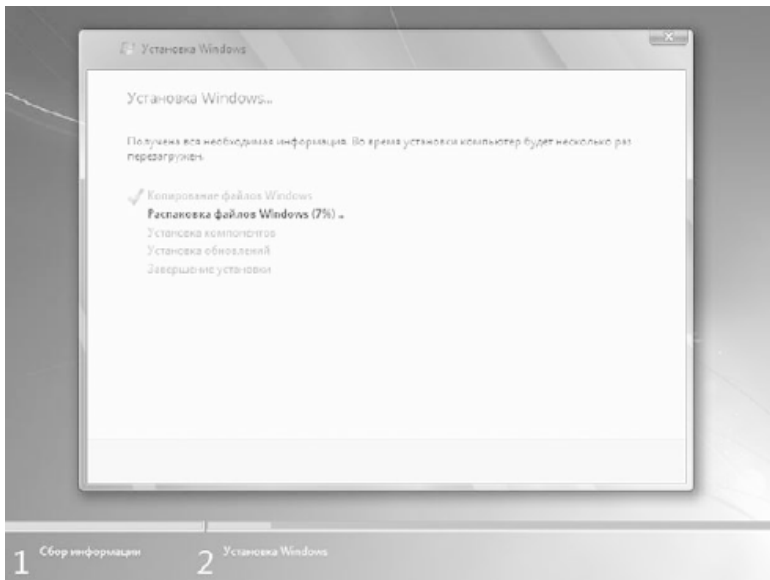 Установка Windows
Установка Windows...
Получена вся необходимая информация. Во время установки компьютер будет несколько раз
перезагружен.
Копирование файлов Windows
Распаковка файлов Windows (7%) ..
Установка компонентов
Установка обновлений
Завершение установки
1 Сбор информации
2 Установка Windows